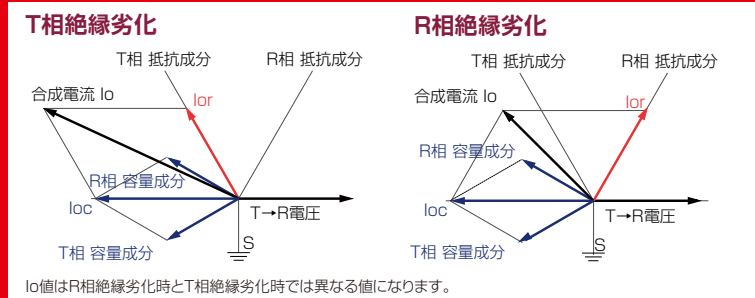 T相絶縁劣化
T相 抵抗成分
R相 抵抗成分
合成電流 Io
Ior
R相 容量成分
Ioc
T→R電圧
T相 容量成分
S
R相絶縁劣化
T相 抵抗成分
R相 抵抗成分
合成電流 Io
Ior
R相 容量成分
Ioc
T→R電圧
T相 容量成分
S
Io値はR相絶縁劣化時とT相絶縁劣化時では異なる値になります。